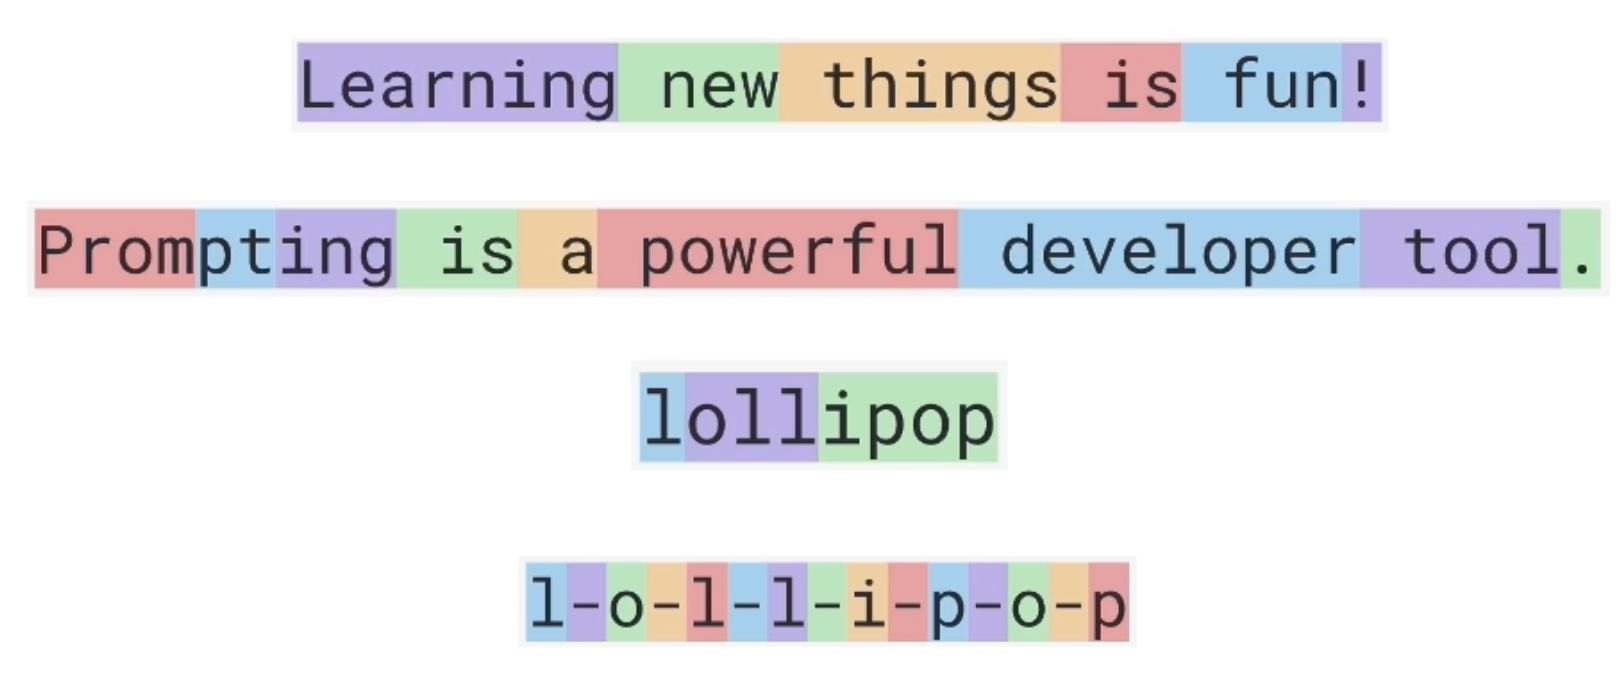 Learning new things is fun!
Prompting is a powerful developer tool.
lollipop
l-o-l-l-i-p-o-p